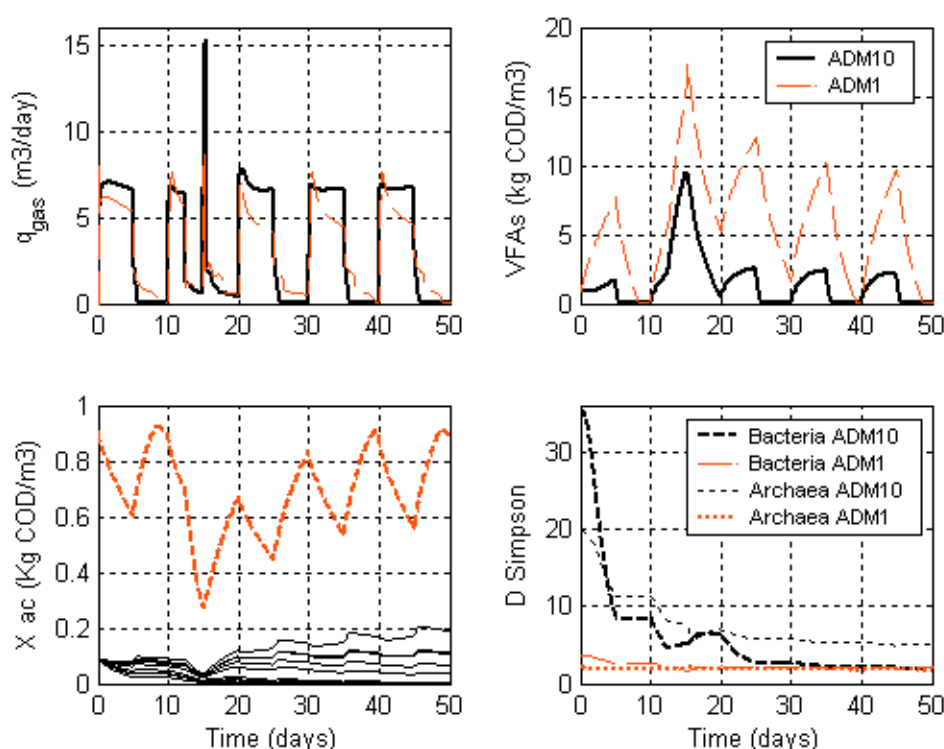 15
10
5
0
0 10 20 30 40 50
q gas (m3/day)
20
15
10
5
0
0 10 20 30 40 50
VFAs (kg COD/m3)
ADM10
ADM1
1
0.8
0.6
0.4
0.2
0
0 10 20 30 40 50
X ac (Kg COD/m3)
Time (days)
30
20
10
0
0 10 20 30 40 50
D Simpson
Time (days)
Bacteria ADM10
Bacteria ADM1
Archaea ADM10
Archaea ADM1